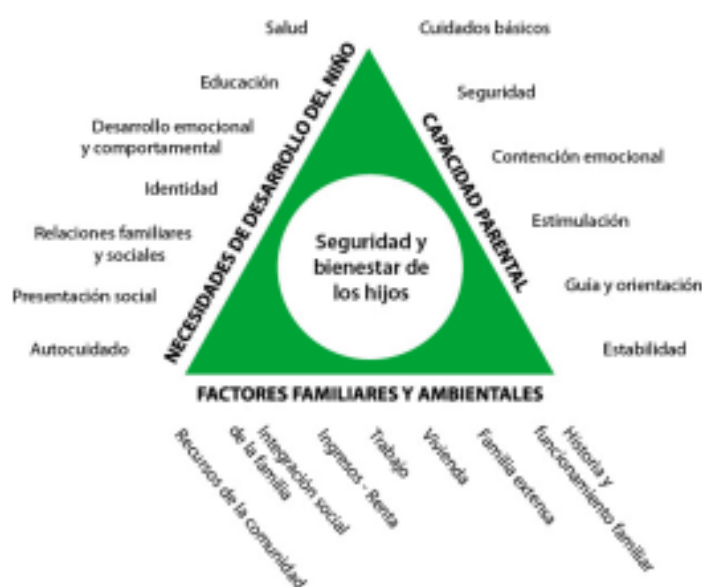 Salud
Educación
Desarrollo emocional
y comportamental
Identidad
Relaciones familiares
y sociales
Presentación social
Autocuidado
NECESIDADES DE DESARROLLO DEL NIÑO
Seguridad y
bienestar de
los hijos
CAPACIDAD PARENTAL
Cuidados básicos
Seguridad
Contención emocional
Estimulación
Guía y orientación
Estabilidad
FACTORES FAMILIARES Y AMBIENTALES
Recursos de la comunidad
Integración social
de la familia
Ingresos - Renta
Trabajo
Vivienda
Familia extensa
Historia y
funcionamiento familiar